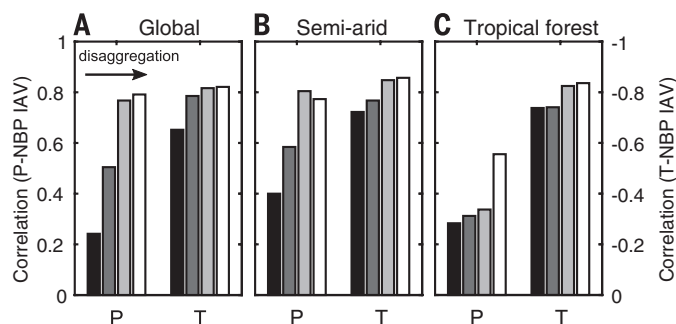 A Global
B Semi-arid
C Tropical forest
disaggregation
Correlation (P-NBP IAV)
1
0.8
0.6
0.4
0.2
0
-1
-0.8
-0.6
-0.4
-0.2
0
Correlation (T-NBP IAV)
P T
P T
P T